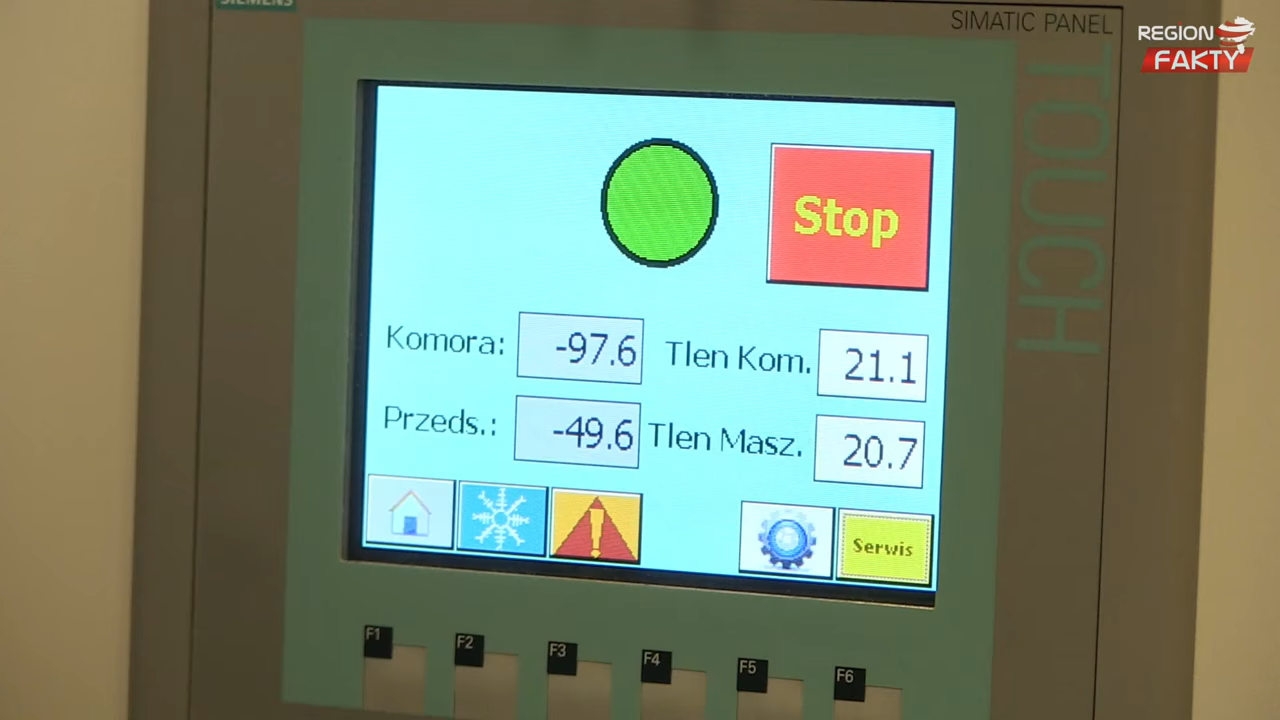 SIEMENS
SIMATIC PANEL
REGION
FAKTY
TOUCH
Stop
Komora: -97.6 Tlen Kom. 21.1
Przeds.: -49.6 Tlen Masz. 20.7
Serwis
F1 F2 F3 F4 F5 F6